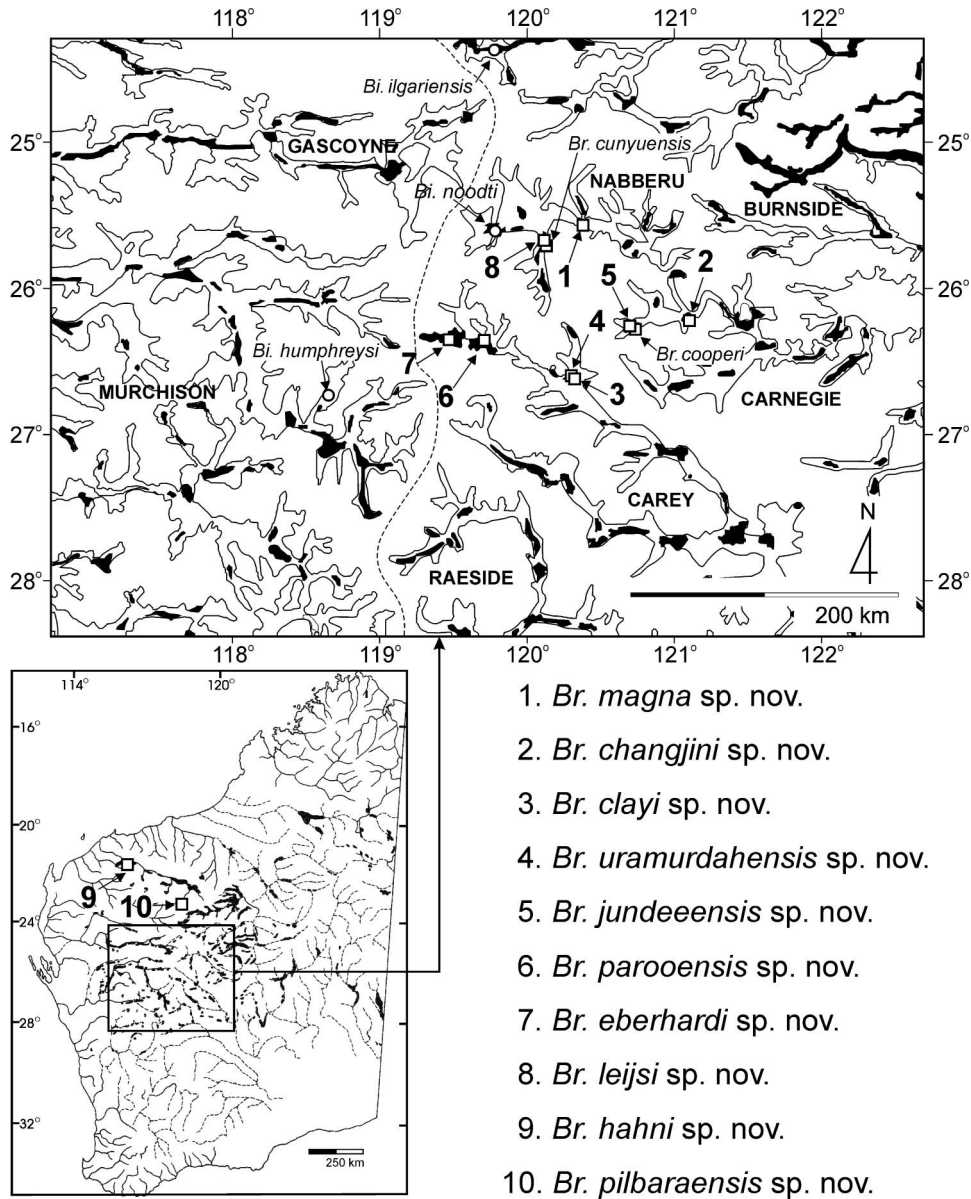 118° 119° 120° 121° 122°
Bi. ilgariensis
25° 25°
GASCOYNE
Br. cunyuensis
NABBERU
Bi. noodti
BURNSIDE
8 1 5 2
26° 26°
4
Br. cooperi
Bi. humphreysi
7 6
MURCHISON
3
CARNEGIE
27° 27°
CAREY
N
RAESIDE
28° 28°
200 km
118° 119° 120° 121° 122°
114° 120°
16°
20°
9 10
24°
28°
32°
250 km
1. Br. magna sp. nov.
2. Br. changjini sp. nov.
3. Br. clayi sp. nov.
4. Br. uramurdahensis sp. nov.
5. Br. jundeeensis sp. nov.
6. Br. parooensis sp. nov.
7. Br. eberhardi sp. nov.
8. Br. leijsi sp. nov.
9. Br. hahni sp. nov.
10. Br. pilbaraensis sp. nov.